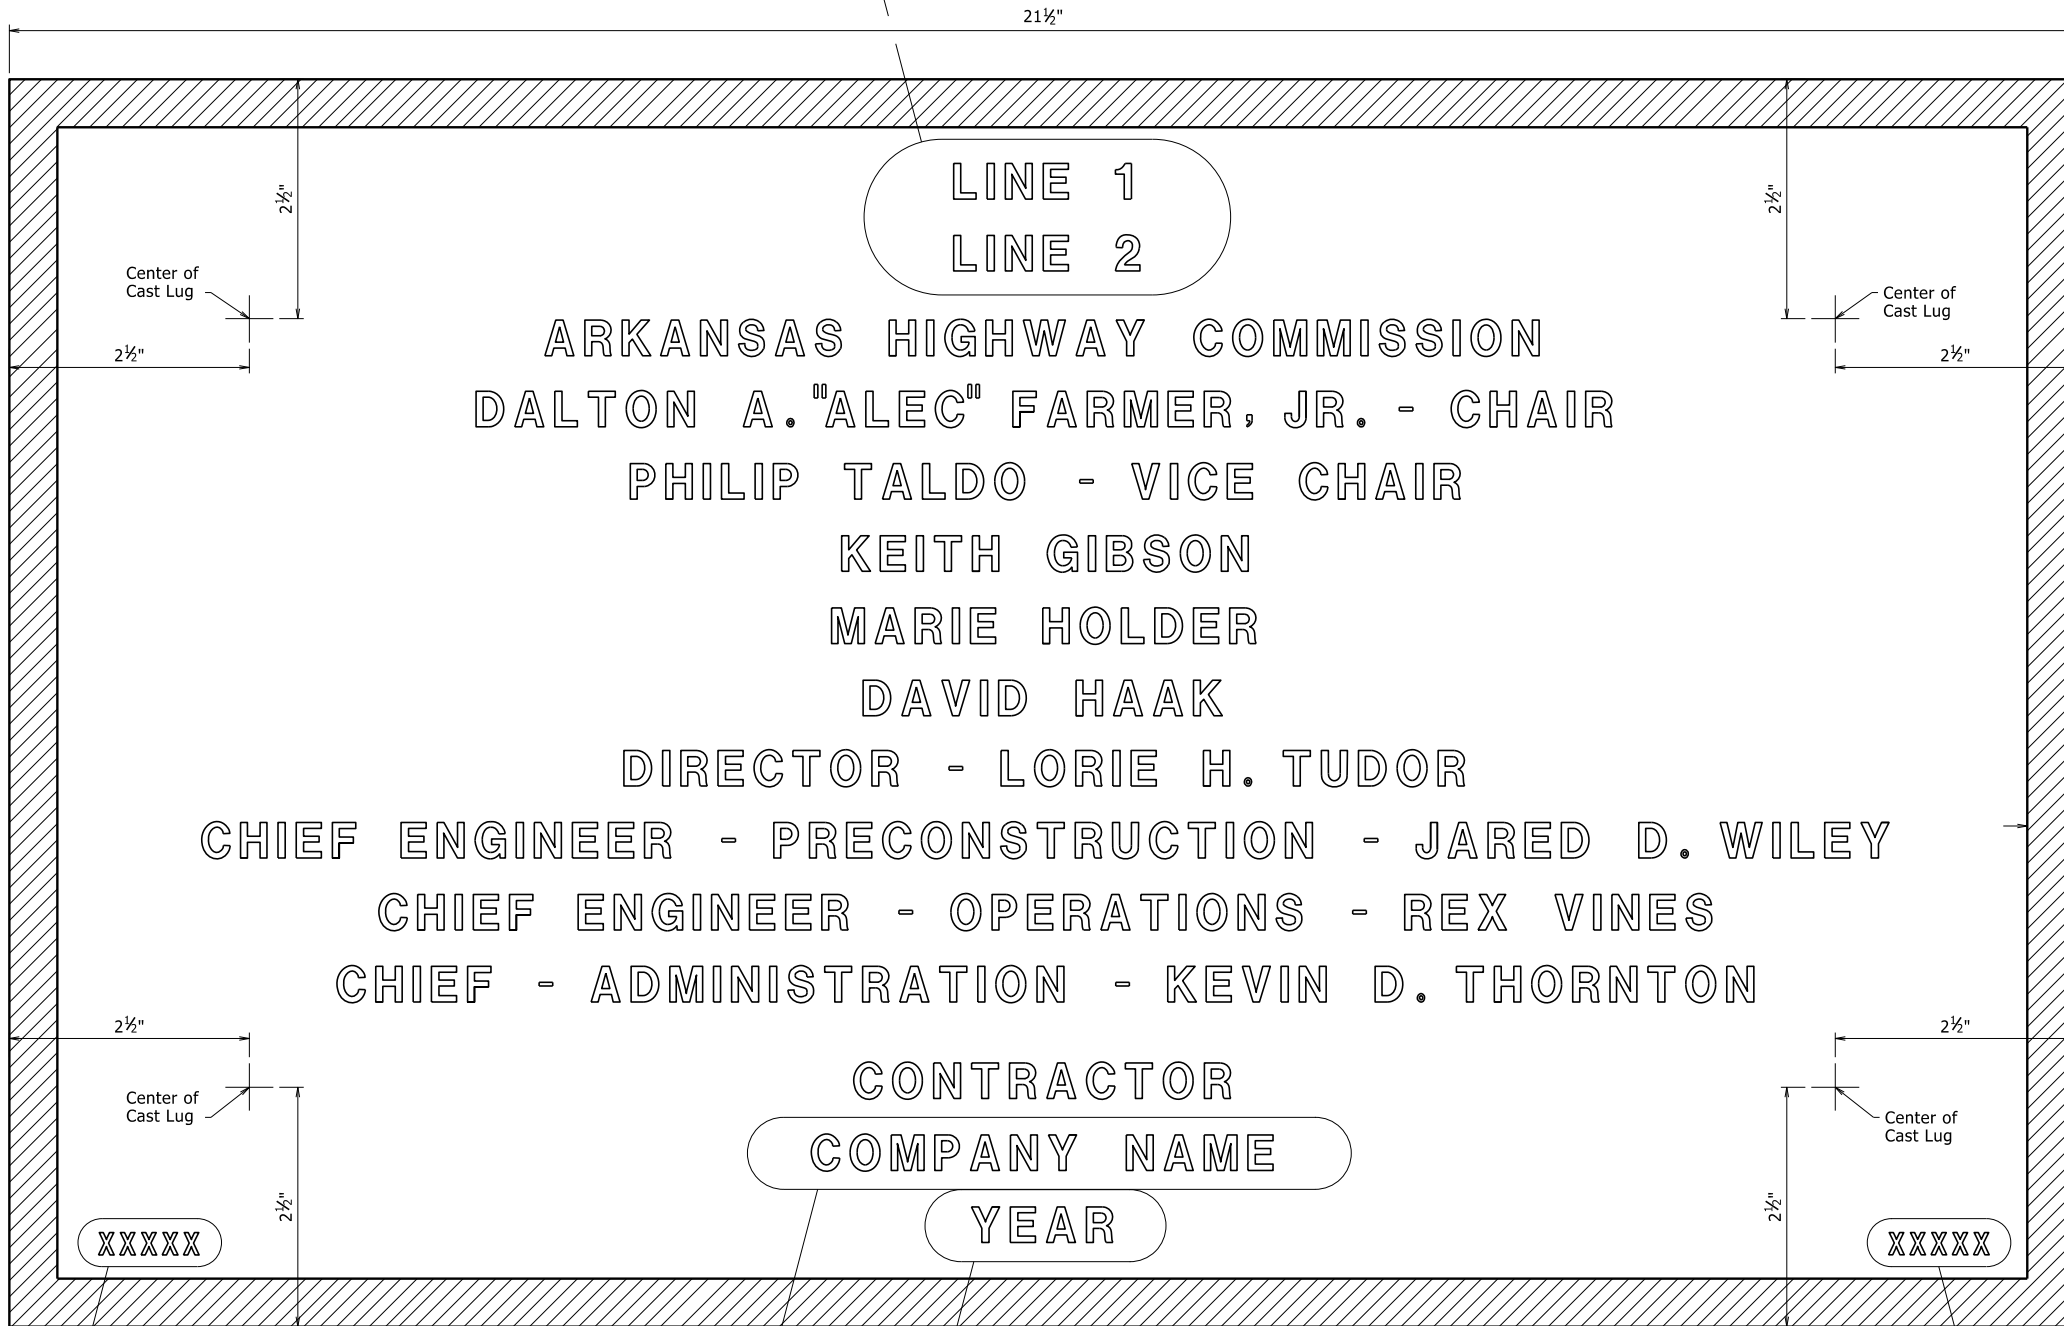 21½"
2½"
2½"
LINE 1
LINE 2
Center of
Cast Lug
Center of
Cast Lug
2½"
2½"
ARKANSAS HIGHWAY COMMISSION
DALTON A. "ALEC" FARMER, JR. - CHAIR
PHILIP TALDO - VICE CHAIR
KEITH GIBSON
MARIE HOLDER
DAVID HAAK
DIRECTOR - LORIE H. TUDOR
CHIEF ENGINEER - PRECONSTRUCTION - JARED D. WILEY
CHIEF ENGINEER - OPERATIONS - REX VINES
CHIEF - ADMINISTRATION - KEVIN D. THORNTON
2½"
2½"
CONTRACTOR
Center of
Cast Lug
Center of
Cast Lug
COMPANY NAME
2½"
2½"
YEAR
XXXXX
XXXXX